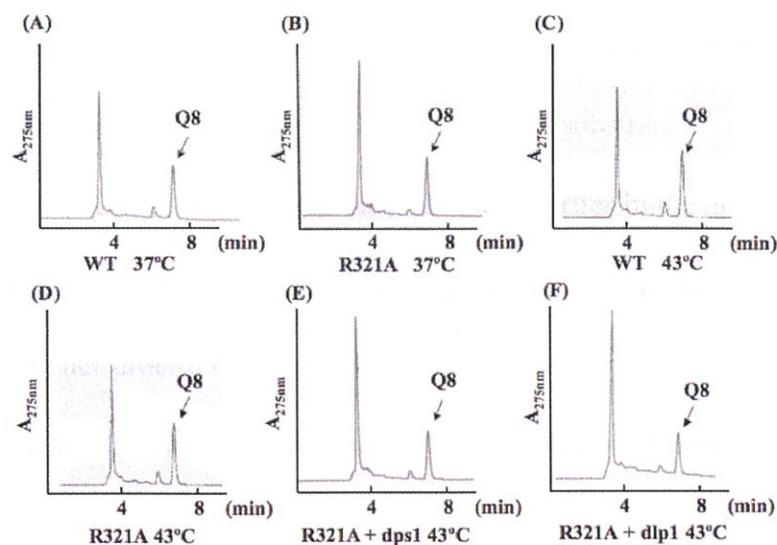 (A)
(B)
(C)
A275nm
Q8
A275nm
Q8
A275nm
Q8
4 8 (min)
4 8 (min)
4 8 (min)
WT 37°C
R321A 37°C
WT 43°C
(D)
(E)
(F)
A275nm
Q8
A275nm
Q8
A275nm
Q8
4 8 (min)
4 8 (min)
4 8 (min)
R321A 43°C
R321A + dps1 43°C
R321A + dlp1 43°C